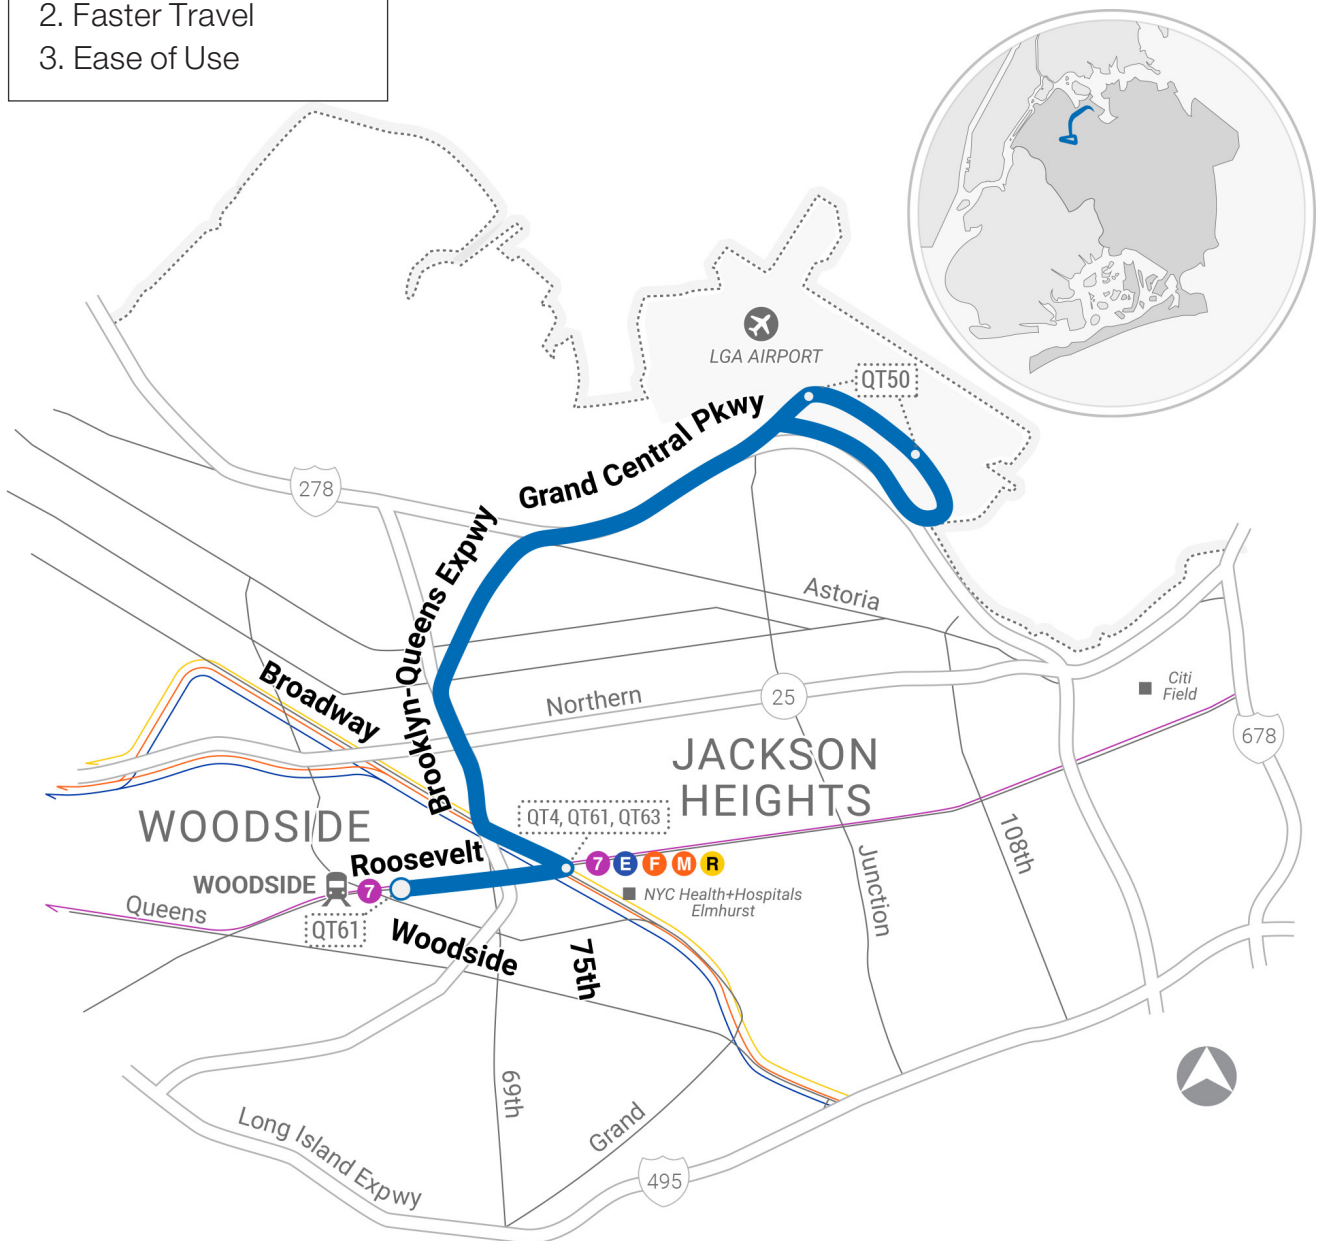 2. Faster Travel
3. Ease of Use
LGA AIRPORT
QT50
Grand Central Pkwy
278
Brooklyn-Queens Expwy
Astoria
Broadway
Northern
25
Citi
Field
678
JACKSON
HEIGHTS
WOODSIDE
QT4, QT61, QT63
Roosevelt
7 E F M R
WOODSIDE
7
NYC Health+Hospitals
Elmhurst
Queens
QT61
Woodside
75th
Junction
108th
69th
Grand
Long Island Expwy
495